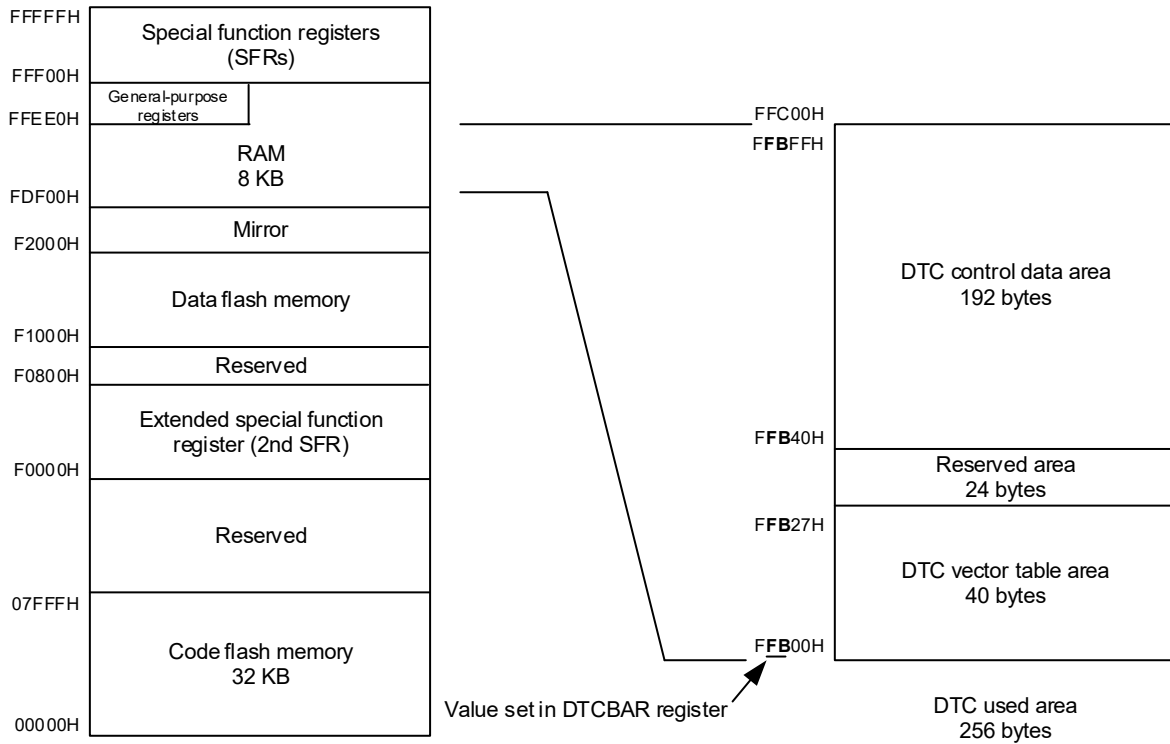 FFFFFH
Special function registers
(SFRs)
FFF00H
General-purpose
registers
FFEE0H
RAM
8 KB
FDF00H
Mirror
F2000H
Data flash memory
F1000H
Reserved
F0800H
Extended special function
register (2nd SFR)
F0000H
Reserved
07FFFH
Code flash memory
32 KB
00000H
FFC00H
FFBFFH
DTC control data area
192 bytes
FFB40H
Reserved area
24 bytes
FFB27H
DTC vector table area
40 bytes
FFB00H
Value set in DTCBAR register
DTC used area
256 bytes